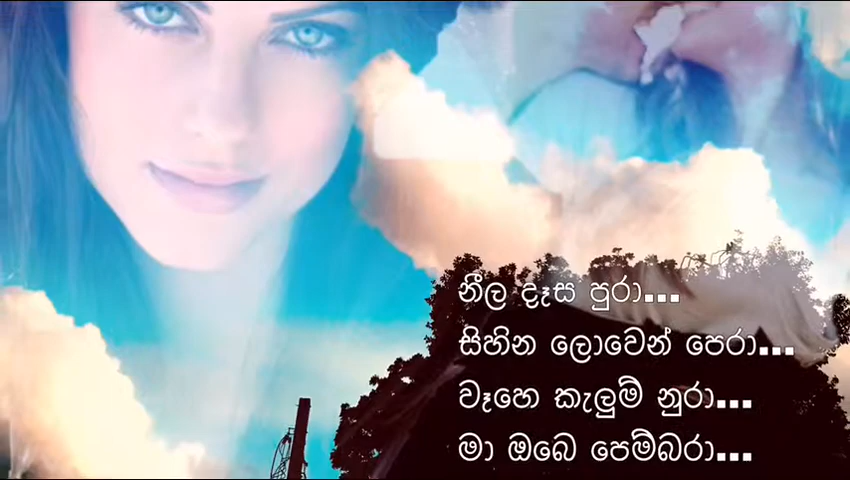 නීල දෑස පුරා...
සිහින ලොවෙන් පෙරා...
වෑහෙ කැලුම් නුරා...
මා ඔබෙ පෙම්බරා...